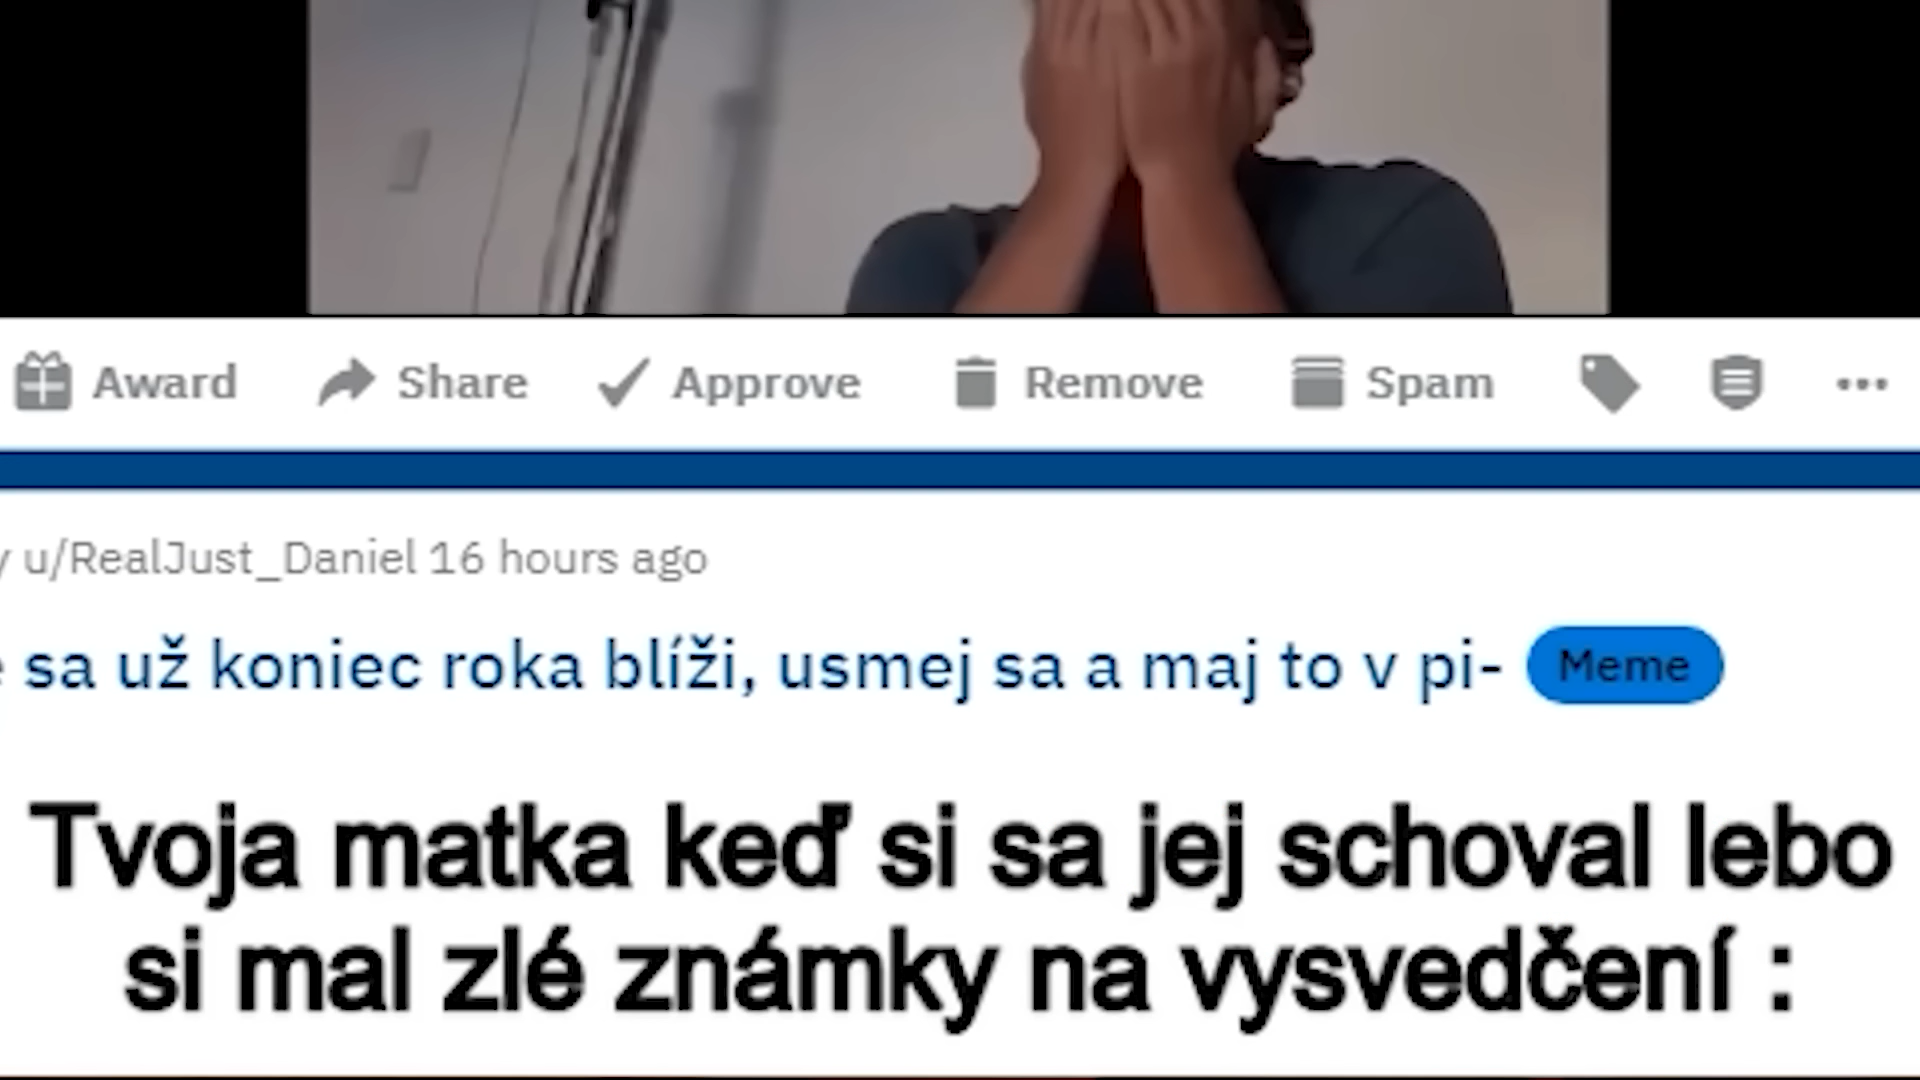 Award Share Approve Remove Spam
u/RealJust_Daniel 16 hours ago
sa už koniec roka blíži, usmej sa a maj to v pi- Meme
Tvoja matka keď si sa jej schoval lebo
si mal zlé známky na vysvedčení :